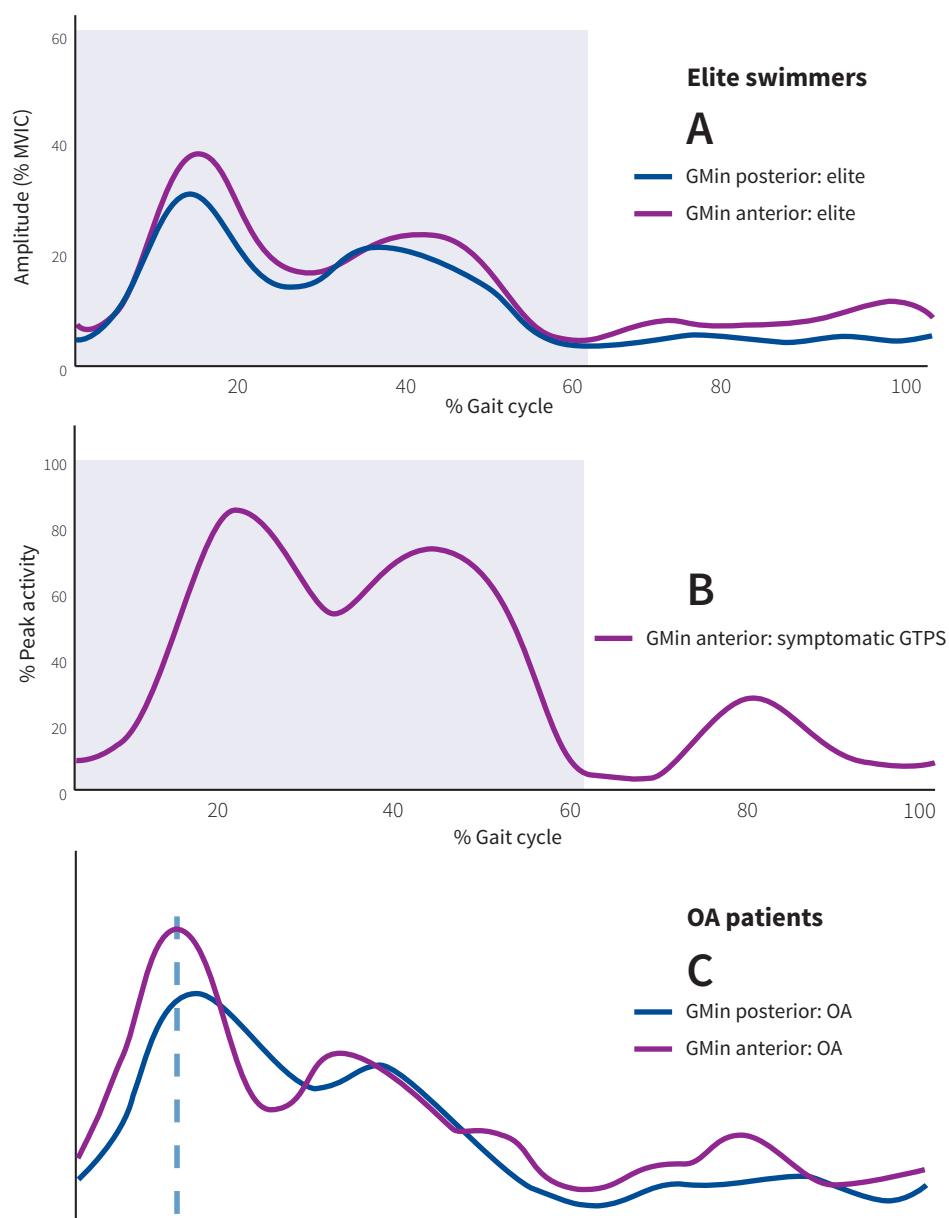 60
40
20
0
Amplitude (% MVIC)
20 40 60 80 100
% Gait cycle
Elite swimmers
A
GMin posterior: elite
GMin anterior: elite
100
80
60
40
20
0
% Peak activity
20 40 60 80 100
% Gait cycle
B
GMin anterior: symptomatic GTPS
OA patients
C
GMin posterior: OA
GMin anterior: OA